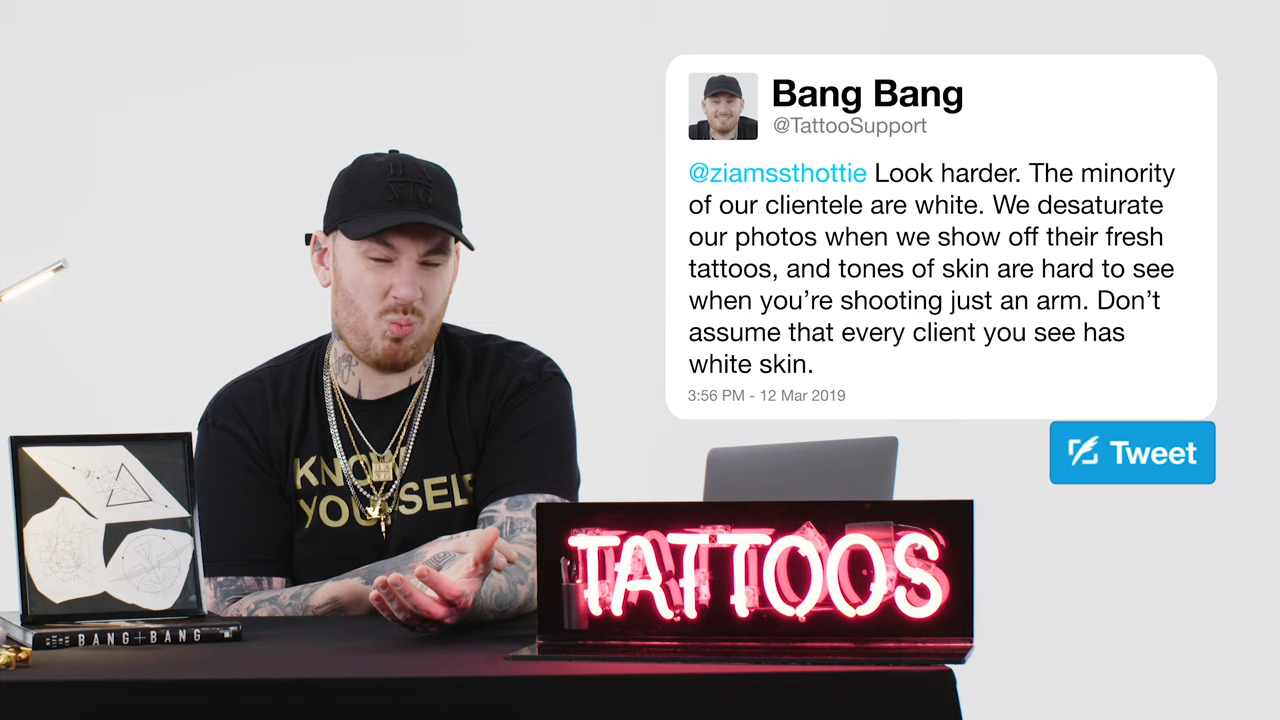 Bang Bang
@TattooSupport
@ziamssthottie Look harder. The minority
of our clientele are white. We desaturate
our photos when we show off their fresh
tattoos, and tones of skin are hard to see
when you’re shooting just an arm. Don’t
assume that every client you see has
white skin.
3:56 PM - 12 Mar 2019
Tweet
KNOW
YOURSELF
TATTOOS
BANG+BANG